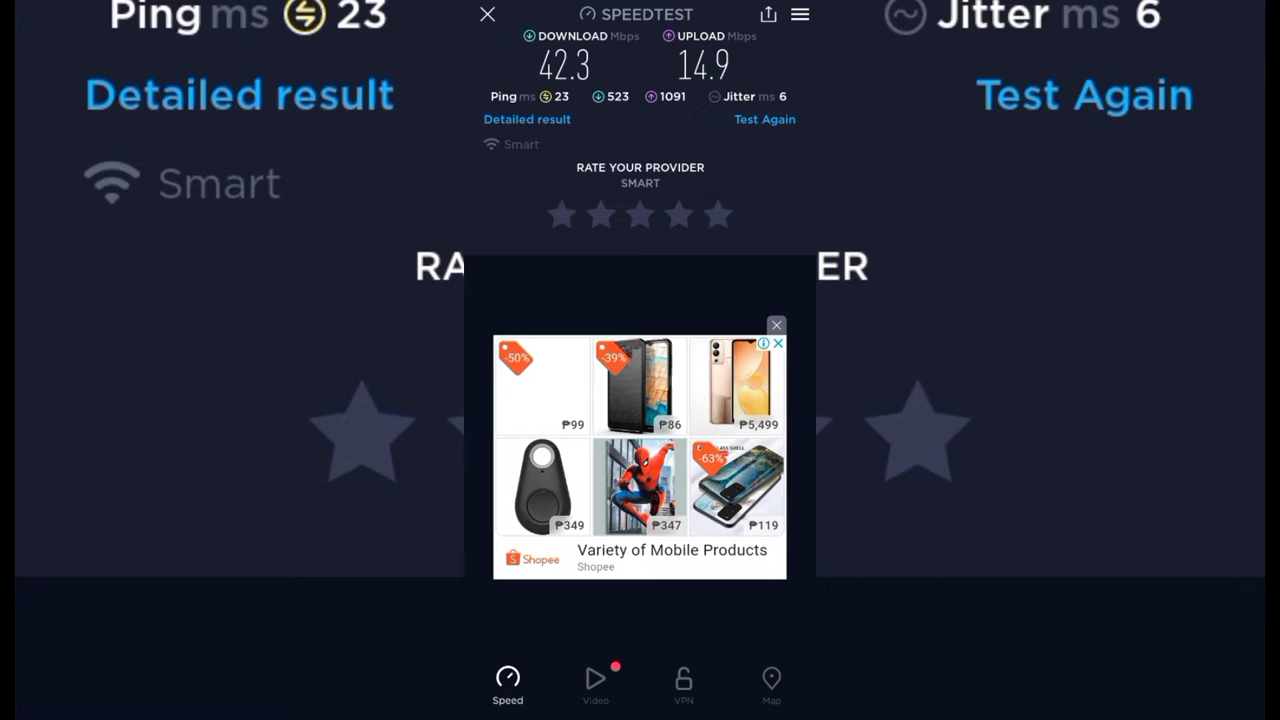 Ping ms 23
Jitter ms 6
Detailed result
Test Again
Smart
RA
ER
SPEEDTEST
DOWNLOAD Mbps
UPLOAD Mbps
42.3
14.9
Ping ms 23 523 1091 Jitter ms 6
Detailed result
Test Again
Smart
RATE YOUR PROVIDER
SMART
-50%
-39%
₱99
₱86
₱5,499
-63%
₱349
₱347
₱119
Shopee
Variety of Mobile Products
Shopee
Speed
Video
VPN
Map